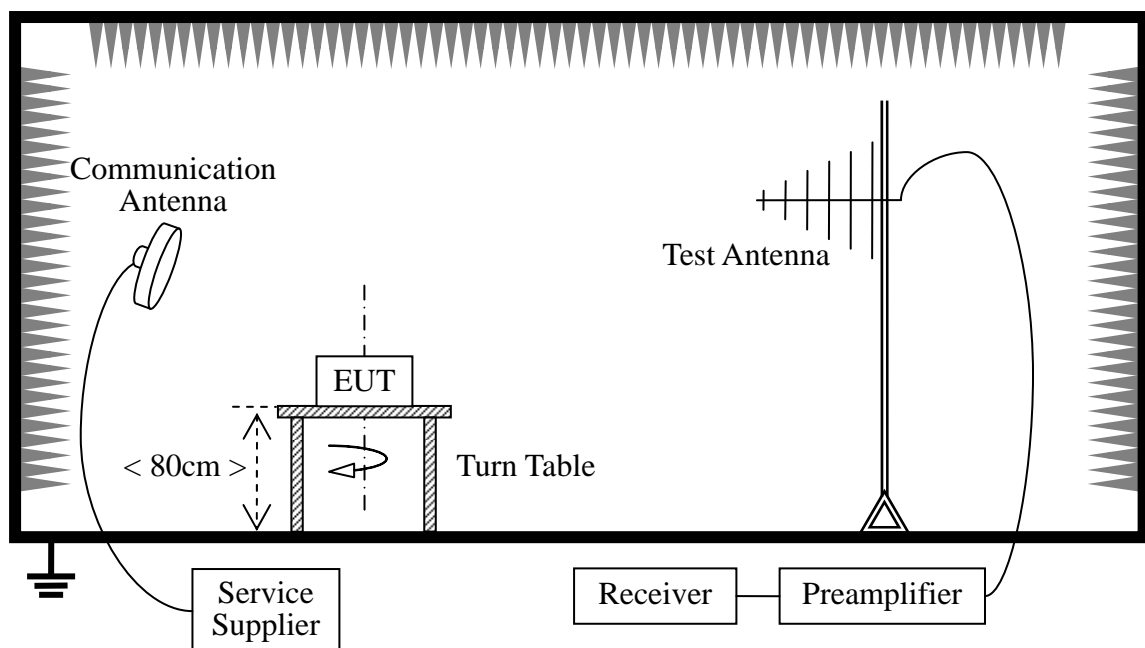 Communication
Antenna
Test Antenna
EUT
< 80cm >
Turn Table
Service
Supplier
Receiver
Preamplifier